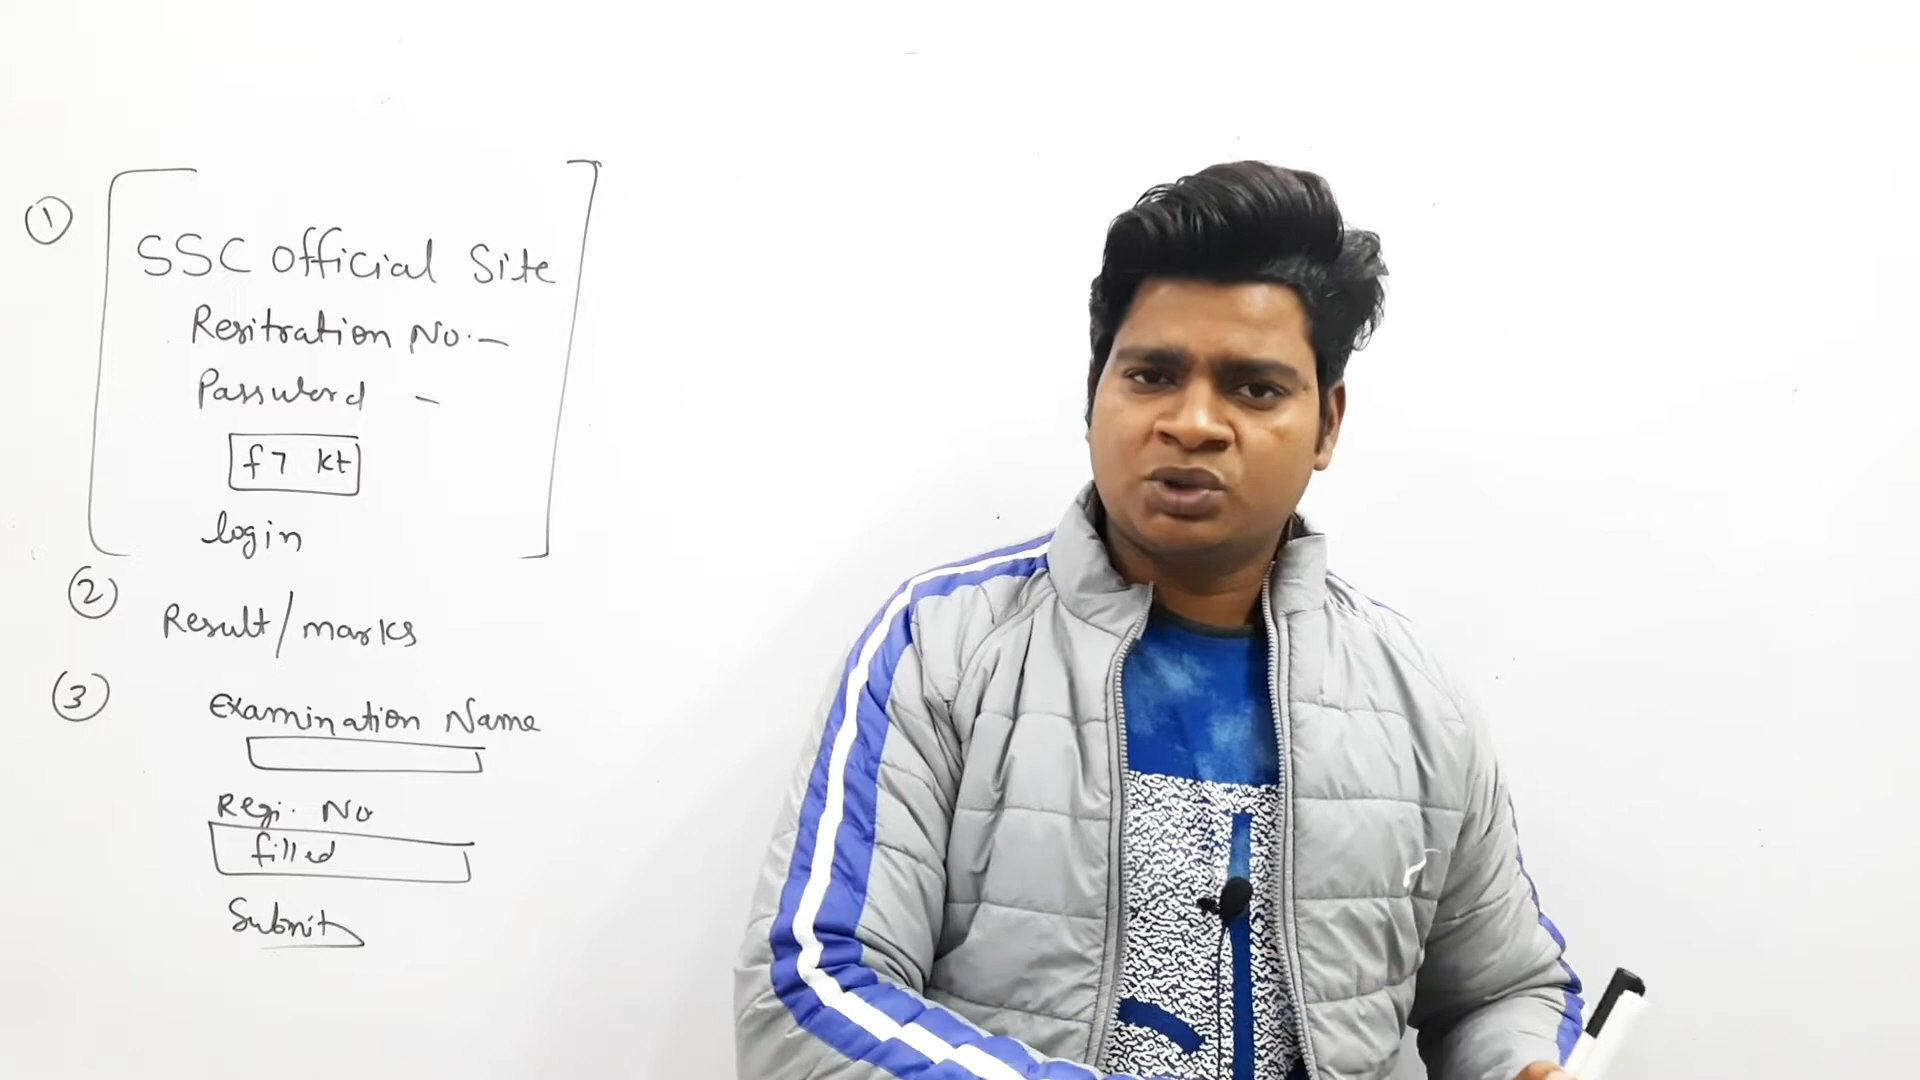 ①
SSC Official Site
Resitration No. —
Password —
f7 kt
login
②
Result/marks
③
Examination Name
Regi. No
filled
Submit